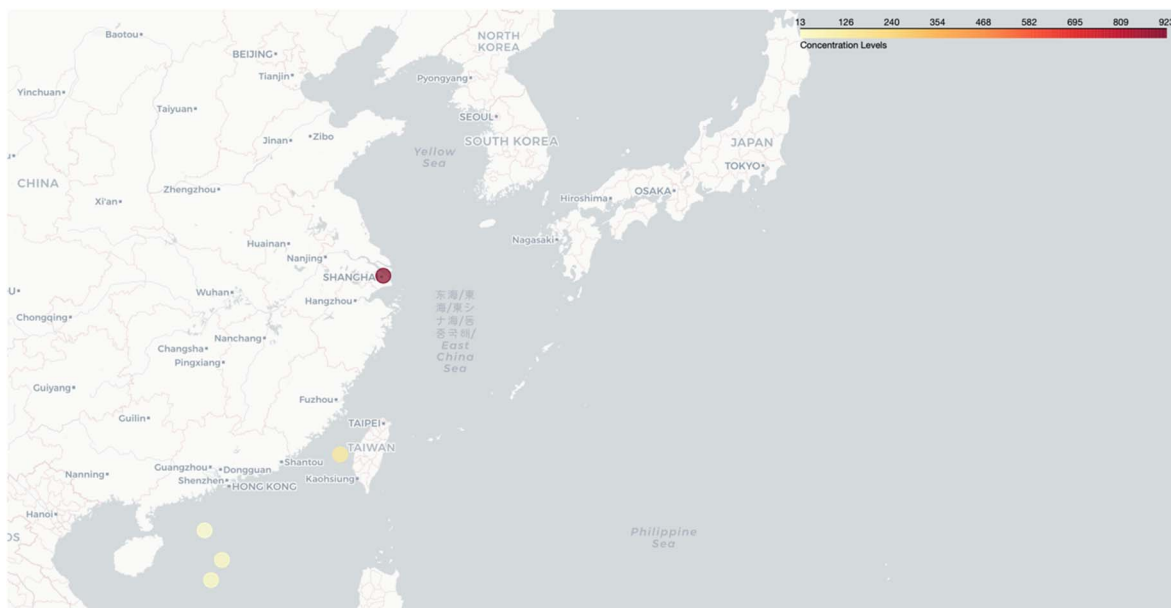 13 126 240 354 468 582 695 809 923
Concentration Levels
Baotou
NORTH
KOREA
BEIJING
Tianjin
Pyongyang
Yinchuan
Taiyuan
SEOUL
Jinan
Zibo
SOUTH KOREA
JAPAN
Yellow
Sea
TOKYO
CHINA
Zhengzhou
OSAKA
Xi'an
Hiroshima
Huainan
Nagasaki
Nanjing
SHANGHA
东海/東
海/東シ
ナ海/동
중국해/
East
China
Sea
Wuhan
Hangzhou
Chongqing
Nanchang
Changsha
Pingxiang
Guiyang
Fuzhou
Guilin
TAIPEI
TAIWAN
Guangzhou
Dongguan
Shantou
Nanning
Shenzhen
Kaohsiung
HONG KONG
Hanoi
Philippine
Sea